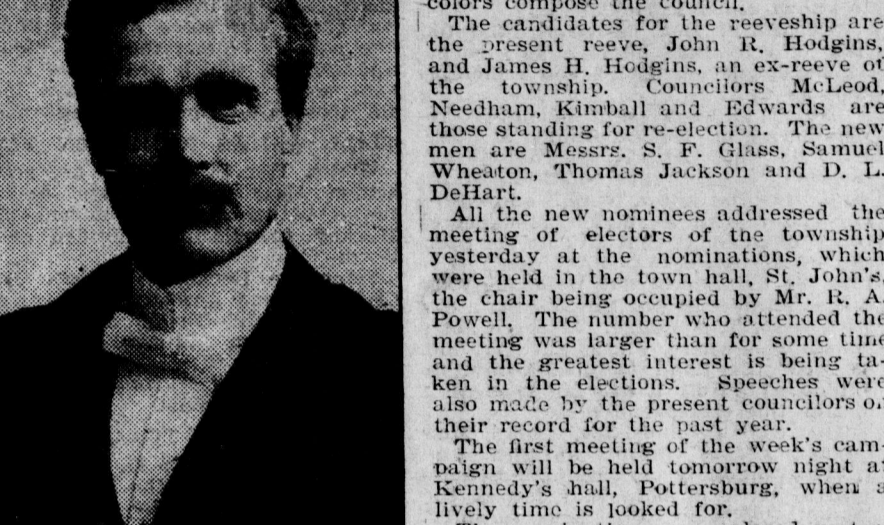 colors compose the council.
The candidates for the reeveship are
the present reeve, John R. Hodgins,
and James H. Hodgins, an ex-reeve of
the township. Councilors McLeod,
Needham, Kimball and Edwards are
those standing for re-election. The new
men are Messrs. S. F. Glass, Samuel
Wheaton, Thomas Jackson and D. L.
DeHart.
All the new nominees addressed the
meeting of electors of the township
yesterday at the nominations, which
were held in the town hall, St. John's,
the chair being occupied by Mr. R. A.
Powell. The number who attended the
meeting was larger than for some time
and the greatest interest is being ta-
ken in the elections. Speeches were
also made by the present councilors
their record for the past year.
The first meeting of the week's cam-
paign will be held tomorrow night at
Kennedy's hall, Pottersburg, when a
lively time is looked for.